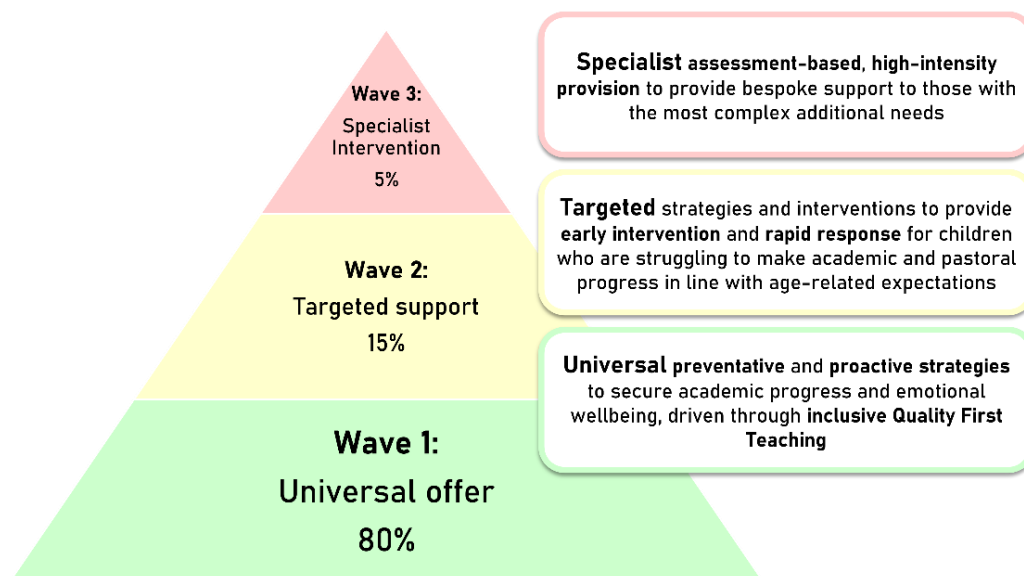 Wave 3:
Specialist
Intervention
5%
Specialist assessment-based, high-intensity
provision to provide bespoke support to those with
the most complex additional needs
Wave 2:
Targeted support
15%
Targeted strategies and interventions to provide
early intervention and rapid response for children
who are struggling to make academic and pastoral
progress in line with age-related expectations
Wave 1:
Universal offer
80%
Universal preventative and proactive strategies
to secure academic progress and emotional
wellbeing, driven through inclusive Quality First
Teaching